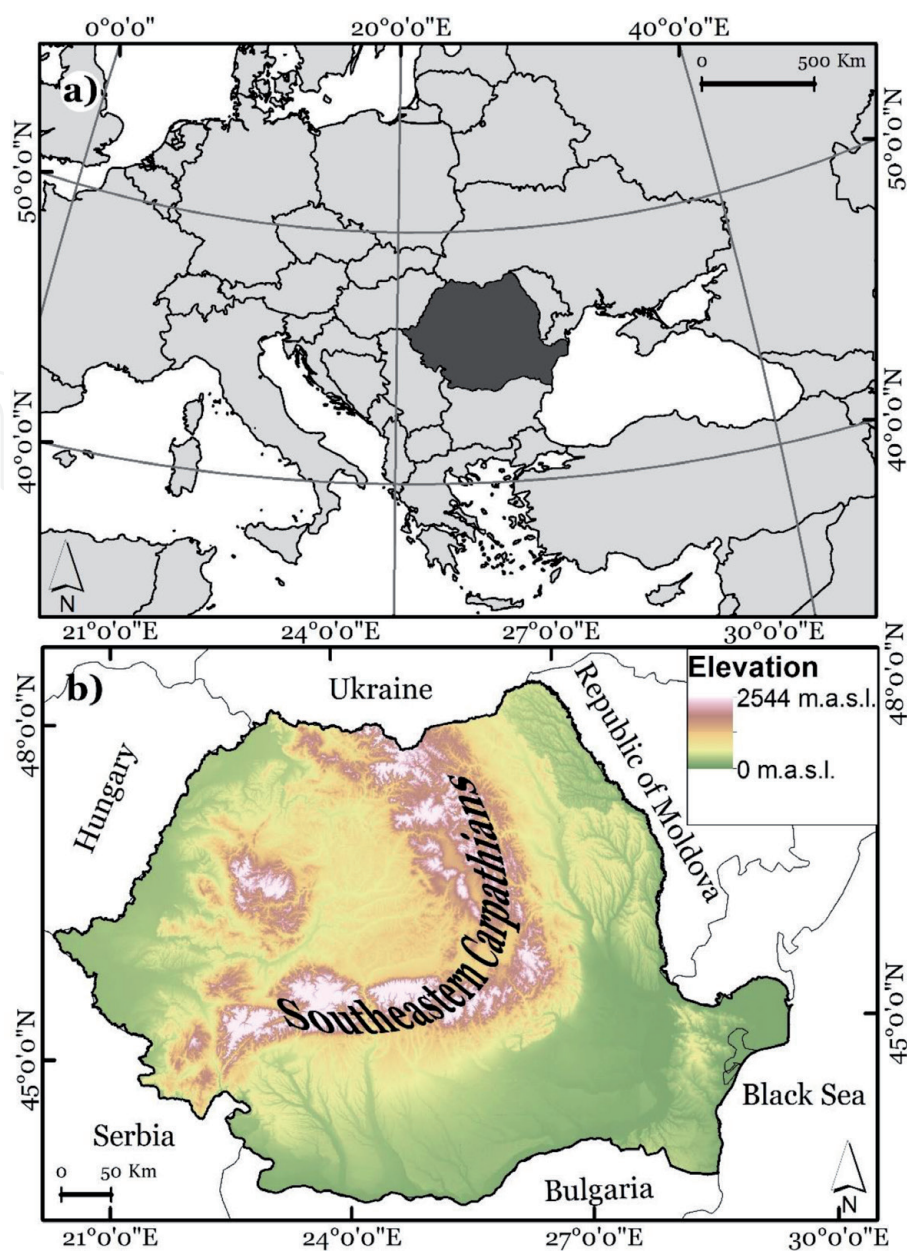 0°0'0"
20°0'0"E
40°0'0"E
a)
0 500 Km
50°0'0"N
50°0'0"N
40°0'0"N
40°0'0"N
N
21°0'0"E
24°0'0"E
27°0'0"E
30°0'0"E
b)
Ukraine
Republic of Moldova
Elevation
2544 m.a.s.l.
0 m.a.s.l.
48°0'0"N
48°0'0"N
Hungary
Southeastern Carpathians
45°0'0"N
45°0'0"N
Black Sea
Serbia
0 50 Km
Bulgaria
N
21°0'0"E
24°0'0"E
27°0'0"E
30°0'0"E